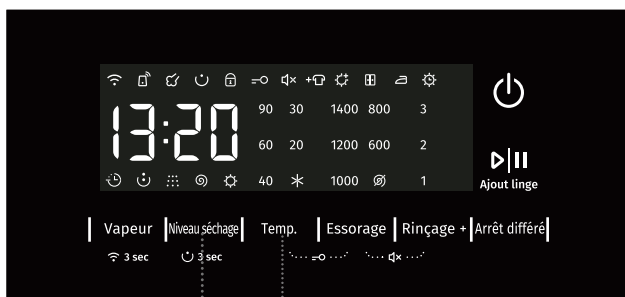 90 30 1400 800 3
13:20
60 20 1200 600 2
40 1000 1
Ajout linge
Vapeur Niveau séchage Temp. Essorage Rinçage + Arrêt différé
3 sec 3 sec